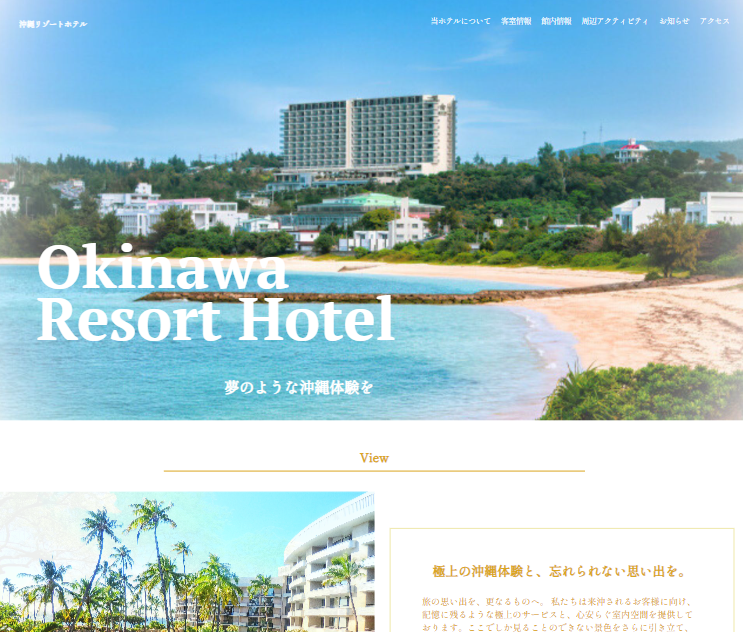 沖縄リゾートホテル
当ホテルについて 客室情報 館内情報 周辺アクティビティ お知らせ アクセス
Okinawa
Resort Hotel
夢のような沖縄体験を
View
極上の沖縄体験と、忘れられない思い出を。
旅の思い出を、更なるものへ。私たちは来沖されるお客様に向け、
記憶に残るような極上のサービスと、心安らぐ室内空間を提供して
おります。ここでしか見ることのできない景色をさらに引き立て、